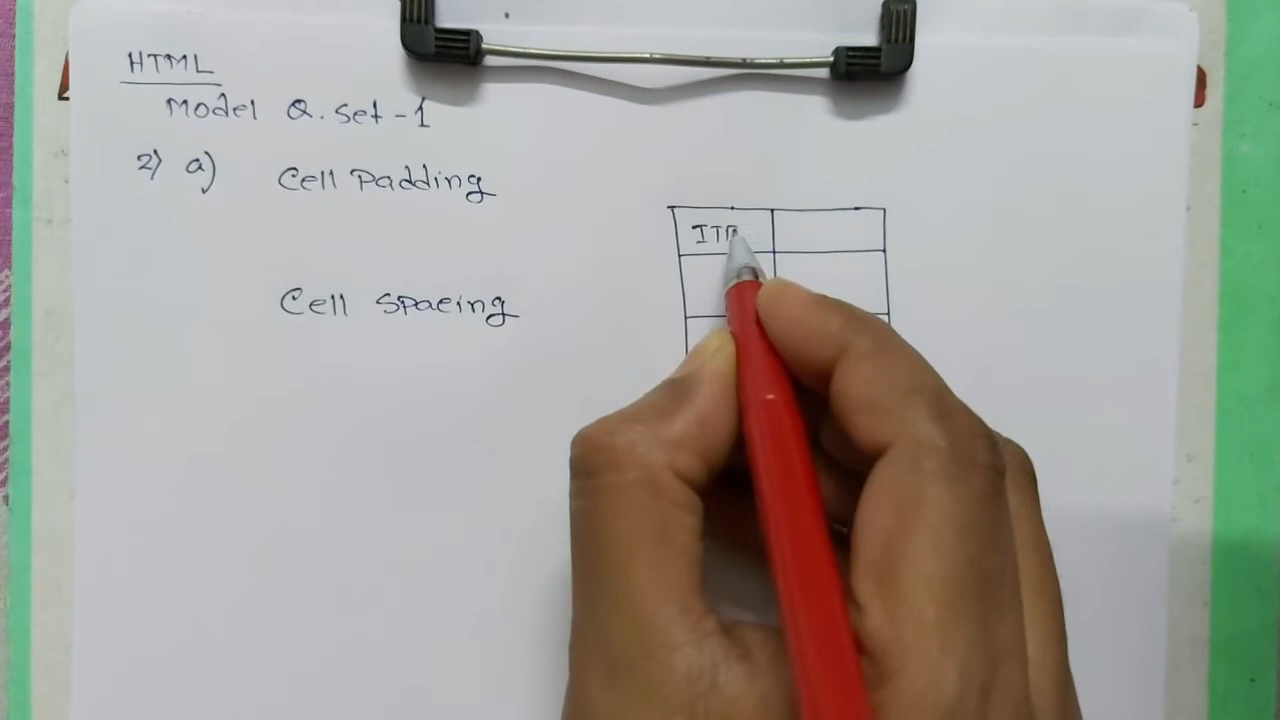 HTML
Model Q. set - 1
2) a) Cell Padding
Cell Spacing